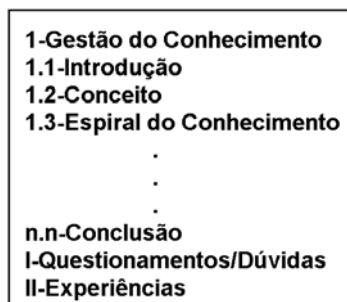 1-Gestão do Conhecimento
1.1-Introdução
1.2-Conceito
1.3-Espiral do Conhecimento
.
.
.
n.n-Conclusão
I-Questionamentos/Dúvidas
II-Experiências